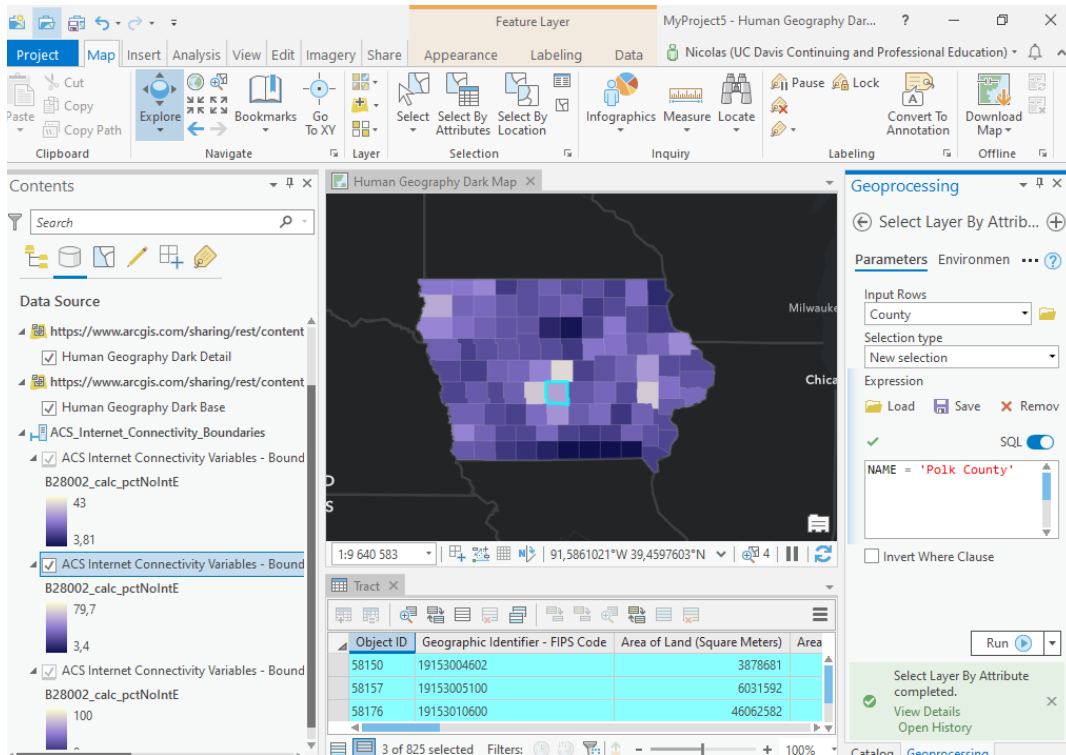 Feature Layer
MyProject5 - Human Geography Dar...
?
Project Map Insert Analysis View Edit Imagery Share Appearance Labeling Data
Nicolas (UC Davis Continuing and Professional Education)
Paste
Cut
Copy
Copy Path
Clipboard
Explore
Bookmarks
Go
To XY
Navigate
Layer
Select
Select By
Attributes
Select By
Location
Selection
Infographics
Measure
Locate
Inquiry
Pause
Lock
Convert To
Annotation
Labeling
Download
Map
Offline
Contents
Search
Data Source
https://www.arcgis.com/sharing/rest/content
Human Geography Dark Detail
https://www.arcgis.com/sharing/rest/content
Human Geography Dark Base
ACS_Internet_Connectivity_Boundaries
ACS Internet Connectivity Variables - Bound
B28002_calc_pctNoIntE
43
3,81
ACS Internet Connectivity Variables - Bound
B28002_calc_pctNoIntE
79,7
3,4
ACS Internet Connectivity Variables - Bound
B28002_calc_pctNoIntE
100
Human Geography Dark Map
Milwauke
Chica
D
S
1:9 640 583
N
91,5861021°W 39,4597603°N
4
Tract
Object ID Geographic Identifier - FIPS Code Area of Land (Square Meters) Area
58150 19153004602 3878681
58157 19153005100 6031592
58176 19153010600 46062582
3 of 825 selected Filters: - + 100%
Geoprocessing
Select Layer By Attrib...
Parameters Environmen ... ?
Input Rows
County
Selection type
New selection
Expression
Load Save Remov
SQL
NAME = 'Polk County'
Invert Where Clause
Run
Select Layer By Attribute
completed.
View Details
Open History
Catalog Geoprocessing